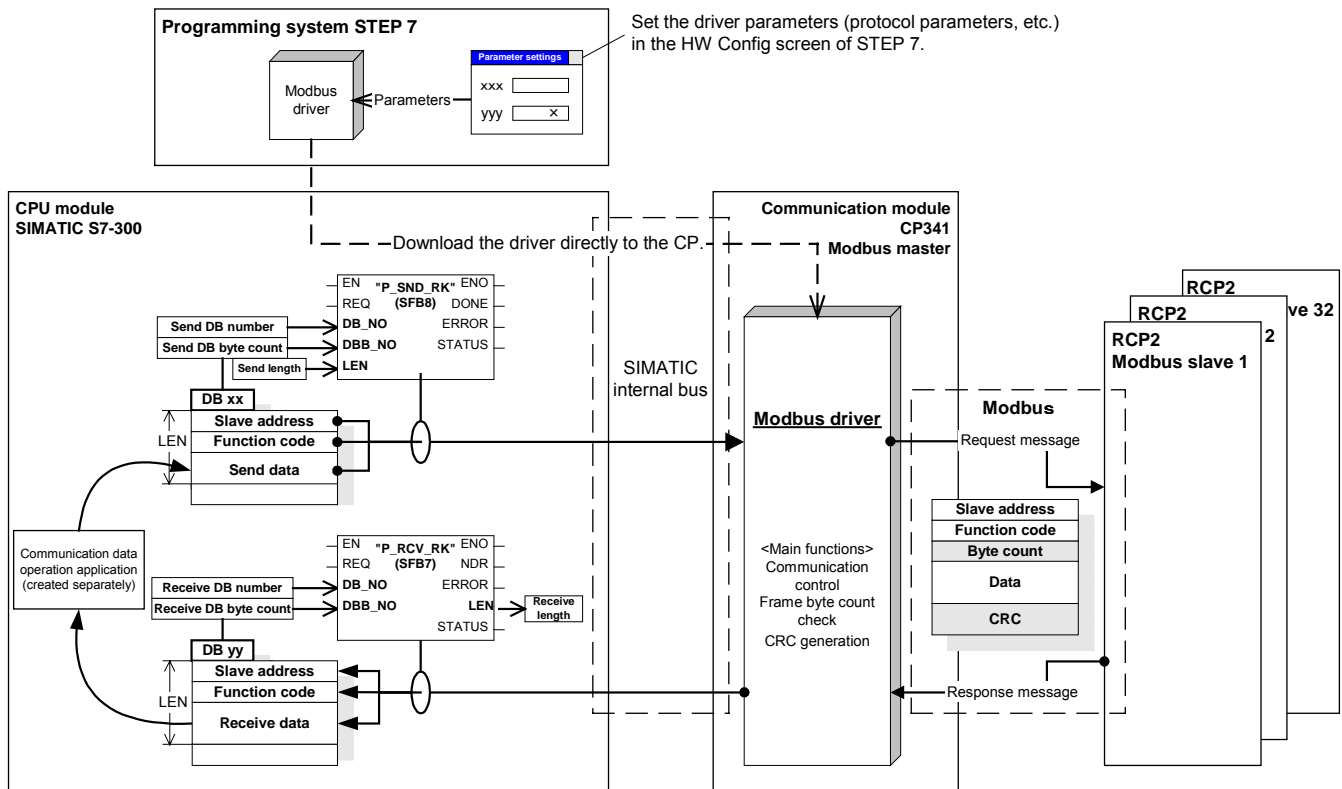 Programming system STEP 7
Set the driver parameters (protocol parameters, etc.)
in the HW Config screen of STEP 7.
Parameter settings
xxx
yyy
×
Modbus
driver
Parameters
CPU module
SIMATIC S7-300
Communication module
CP341
Modbus master
Download the driver directly to the CP.
EN "P_SND_RK" ENO
REQ (SFB8) DONE
DB_NO ERROR
DBB_NO STATUS
LEN
Send DB number
Send DB byte count
Send length
DB xx
LEN
Slave address
Function code
Send data
SIMATIC
internal bus
Communication data
operation application
(created separately)
EN "P_RCV_RK" ENO
REQ (SFB7) NDR
DB_NO ERROR
DBB_NO LEN
STATUS
Receive DB number
Receive DB byte count
Receive
length
DB yy
LEN
Slave address
Function code
Receive data
Modbus driver
<Main functions>
Communication
control
Frame byte count
check
CRC generation
Modbus
Request message
Slave address
Function code
Byte count
Data
CRC
Response message
RCP2
ve 32
RCP2
2
RCP2
Modbus slave 1